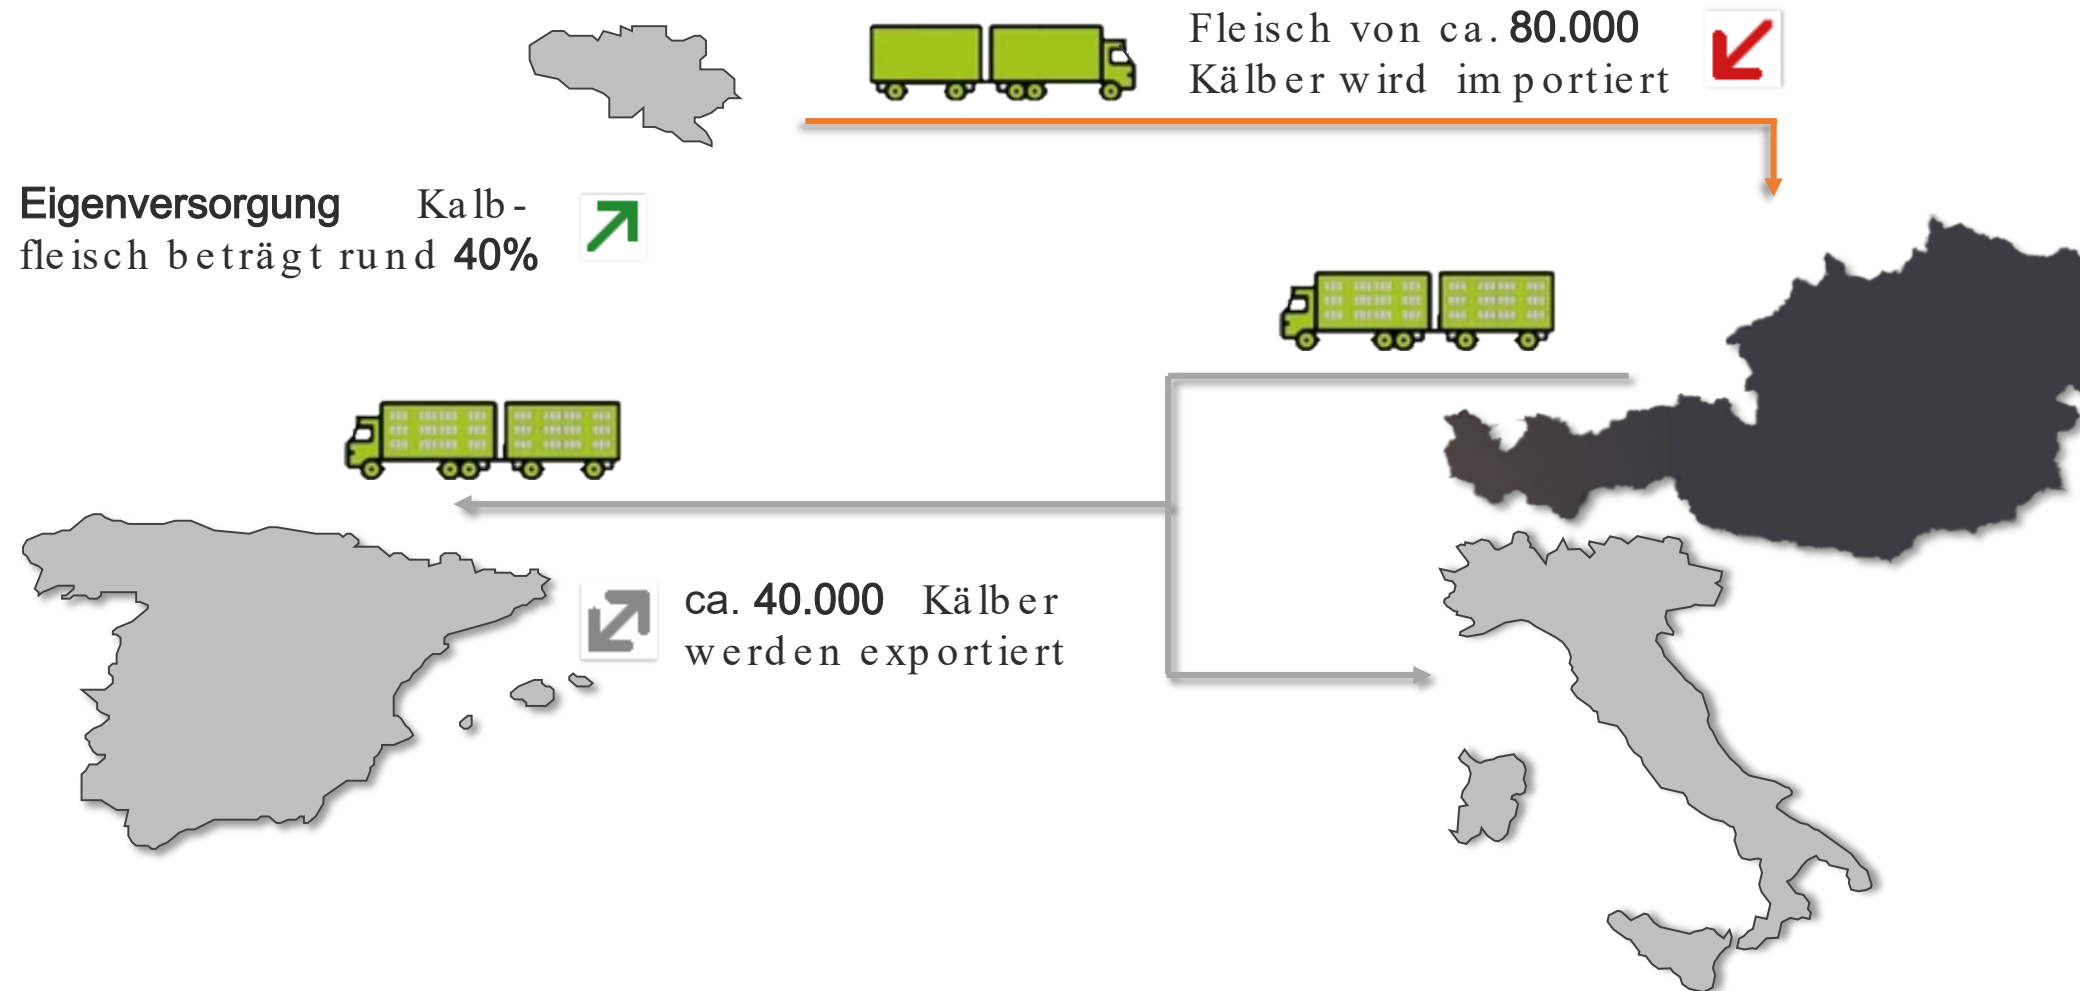 Fleisch von ca. 80.000
Kälber wird importiert
Eigenversorgung Kalb-
fleisch beträgt rund 40%
ca. 40.000 Kälber
werden exportiert